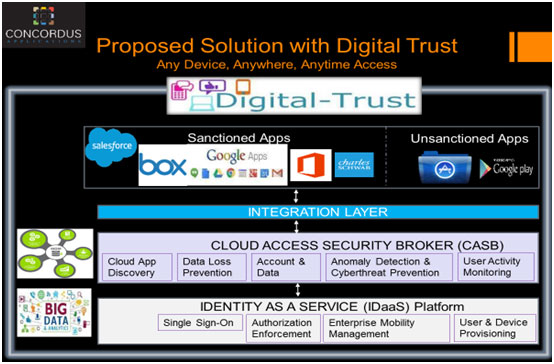 CONCORDUS
APPLICATIONS
Proposed Solution with Digital Trust
Any Device, Anywhere, Anytime Access
Digital-Trust
Sanctioned Apps
Unsanctioned Apps
salesforce
box
Google Apps
charles
SCHWAB
Google play
INTEGRATION LAYER
CLOUD ACCESS SECURITY BROKER (CASB)
Cloud App
Discovery
Data Loss
Prevention
Account &
Data
Anomaly Detection &
Cyberthreat Prevention
User Activity
Monitoring
BIG
DATA
& ANALYTICS
IDENTITY AS A SERVICE (IDaaS) Platform
Single Sign-On
Authorization
Enforcement
Enterprise Mobility
Management
User & Device
Provisioning